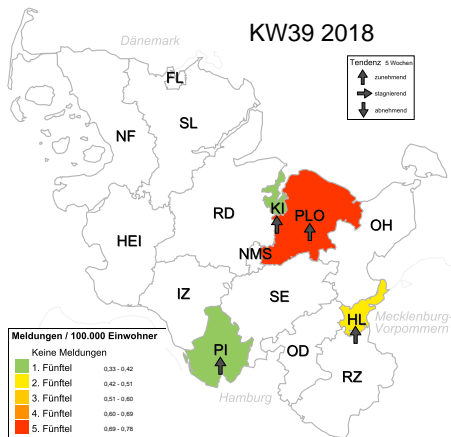 KW39 2018
Dänemark
Tendenz 5 Wochen
zunehmend
stagnierend
abnehmend
FL
SL
NF
RD
KI
PLO
OH
HEI
NMS
IZ
SE
HL
Mecklenburg-
Vorpommern
PI
OD
RZ
Hamburg
Meldungen / 100.000 Einwohner
Keine Meldungen
1. Fünftel 0,33 - 0,42
2. Fünftel 0,42 - 0,51
3. Fünftel 0,51 - 0,60
4. Fünftel 0,60 - 0,69
5. Fünftel 0,69 - 0,78